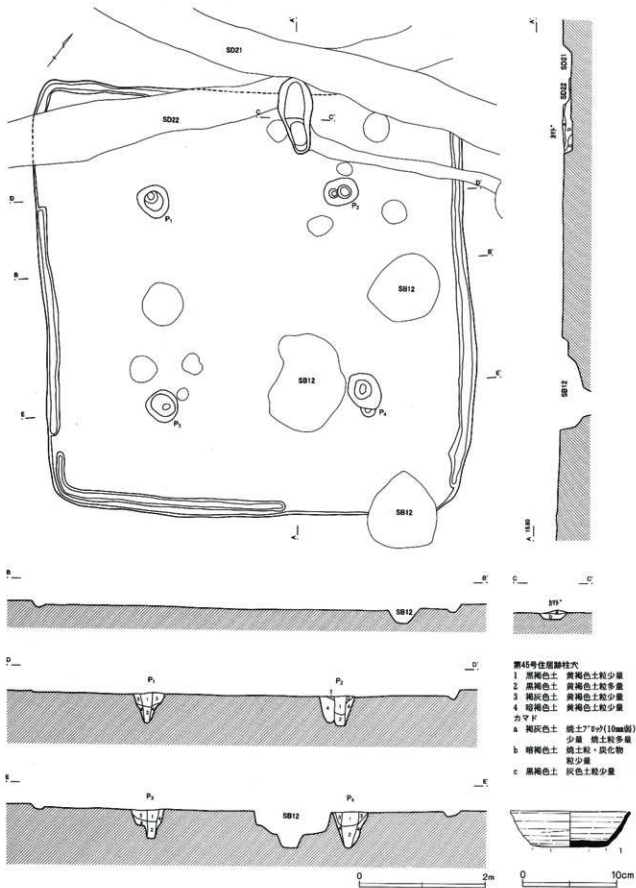 A'
SD21
SD22
C
C'
D
D'
P1
P2
B
B'
SB12
SB12
E
E'
P3
P4
SB12
A
A'
SD21
SD22
カマド
a
b
SB12
A 15.80
B
B'
SB12
C
C'
カマド
a
b
D
D'
P1
P2
E
E'
P3
P4
SB12
第45号住居跡柱穴
1 黒褐色土 黄褐色土粒少量
2 黒褐色土 黄褐色土粒多量
3 褐灰色土 黄褐色土粒少量
4 暗褐色土 黄褐色土粒少量
カマド
a 褐灰色土 焼土ブロック(10mm弱)
少量 焼土粒多量
b 暗褐色土 焼土粒・炭化物
粒少量
c 黒褐色土 灰色土粒少量
1
0 2m
0 10cm